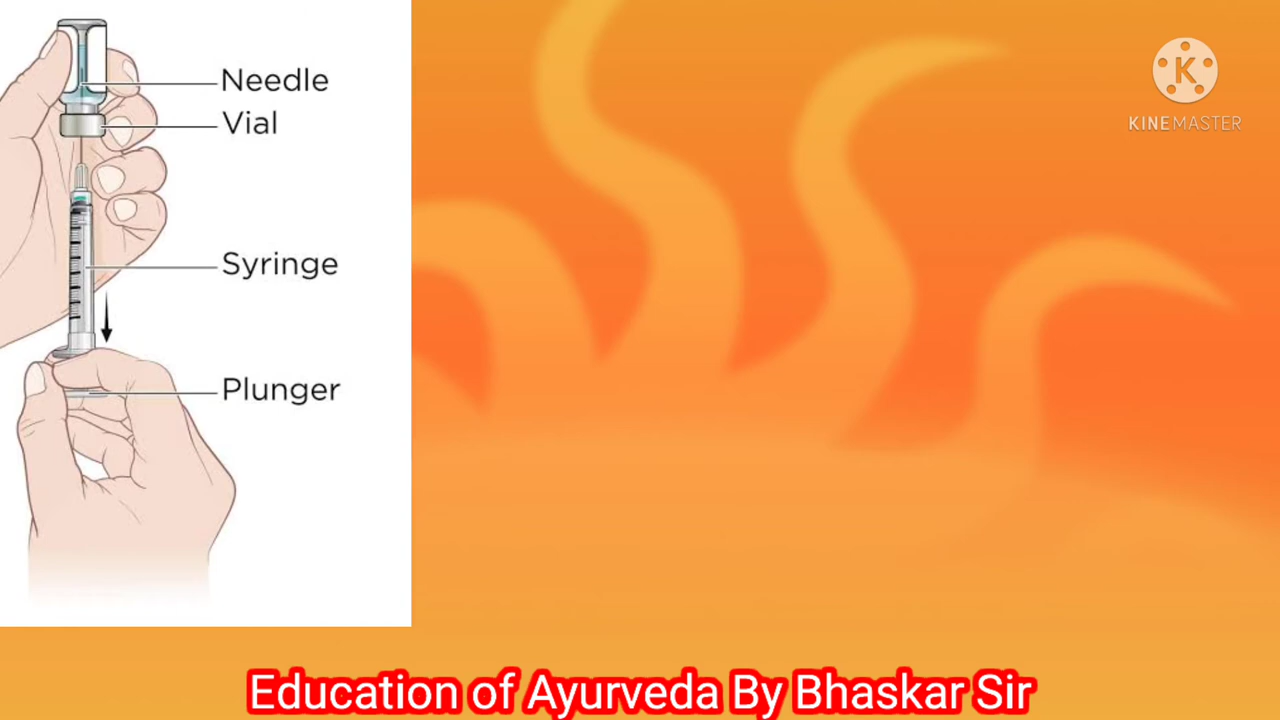 Needle
Vial
Syringe
Plunger
K
KINEMASTER
Education of Ayurveda By Bhaskar Sir